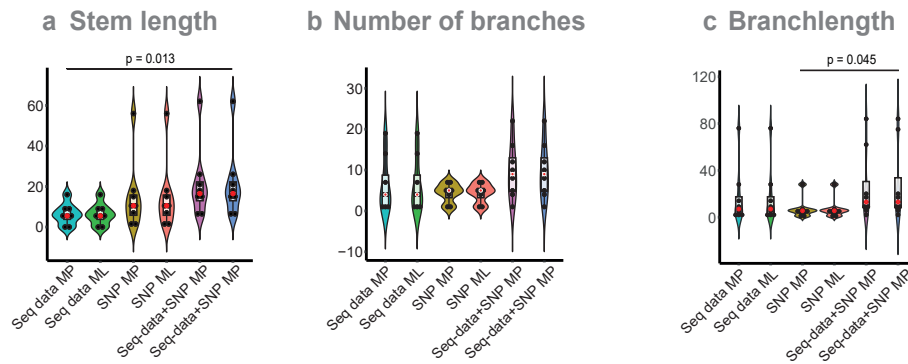 a Stem length
p = 0.013
60
40
20
0
Seq data MP
Seq data ML
SNP MP
SNP ML
Seq-data+SNP MP
Seq-data+SNP MP
b Number of branches
30
20
10
0
−10
Seq data MP
Seq data ML
SNP MP
SNP ML
Seq-data+SNP MP
Seq-data+SNP MP
c Branchlength
p = 0.045
120
80
40
0
Seq data MP
Seq data ML
SNP MP
SNP ML
Seq-data+SNP MP
Seq-data+SNP MP